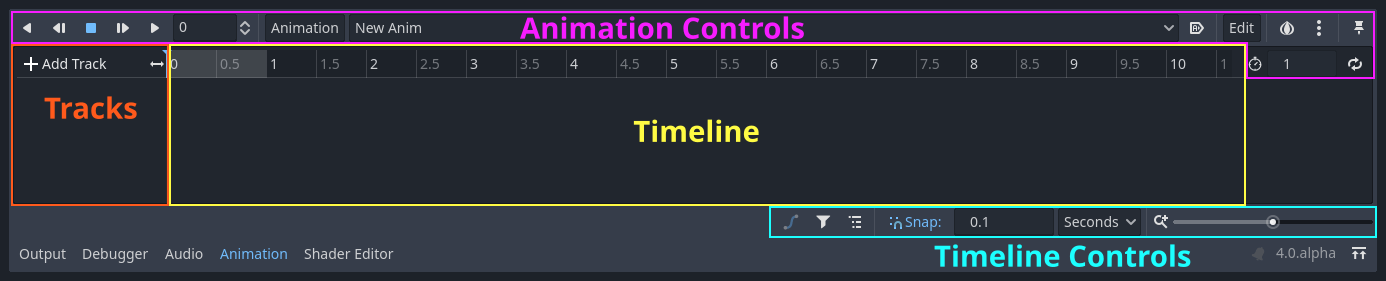 0 Animation New Anim Animation Controls Edit
Add Track 0 0.5 1 1.5 2 2.5 3 3.5 4 4.5 5 5.5 6 6.5 7 7.5 8 8.5 9 9.5 10 1 1
Tracks
Timeline
Snap: 0.1 Seconds
Output Debugger Audio Animation Shader Editor Timeline Controls 4.0.alpha